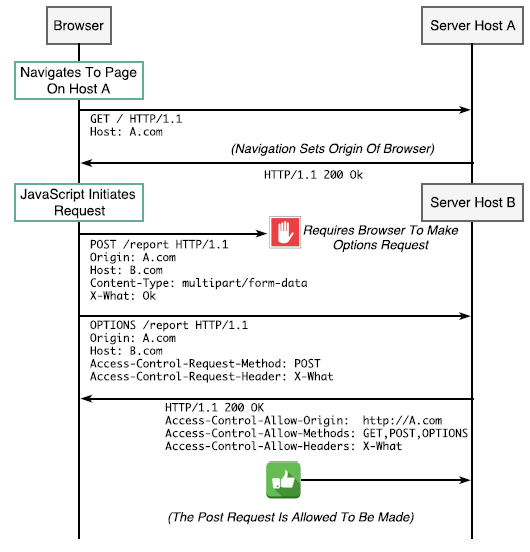 Browser
Server Host A
Navigates To Page
On Host A
GET / HTTP/1.1
Host: A.com
(Navigation Sets Origin Of Browser)
HTTP/1.1 200 Ok
JavaScript Initiates
Request
Server Host B
Requires Browser To Make
Options Request
POST /report HTTP/1.1
Origin: A.com
Host: B.com
Content-Type: multipart/form-data
X-What: Ok
OPTIONS /report HTTP/1.1
Origin: A.com
Host: B.com
Access-Control-Request-Method: POST
Access-Control-Request-Header: X-What
HTTP/1.1 200 OK
Access-Control-Allow-Origin: http://A.com
Access-Control-Allow-Methods: GET,POST,OPTIONS
Access-Control-Allow-Headers: X-What
(The Post Request Is Allowed To Be Made)